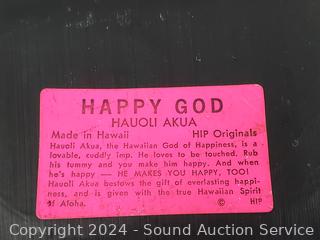 HAPPY GOD
HAUOLI AKUA
Made in Hawaii HIP Originals
Hauoli Akua, the Hawaiian God of Happiness, is a
lovable, cuddly imp. He loves to be touched. Rub
his tummy and you make him happy. And when
he's happy — HE MAKES YOU HAPPY, TOO!
Hauoli Akua bestows the gift of everlasting happi-
ness, and is given with the true Hawaiian Spirit
of Aloha. © HIP
Copyright 2024 - Sound Auction Service